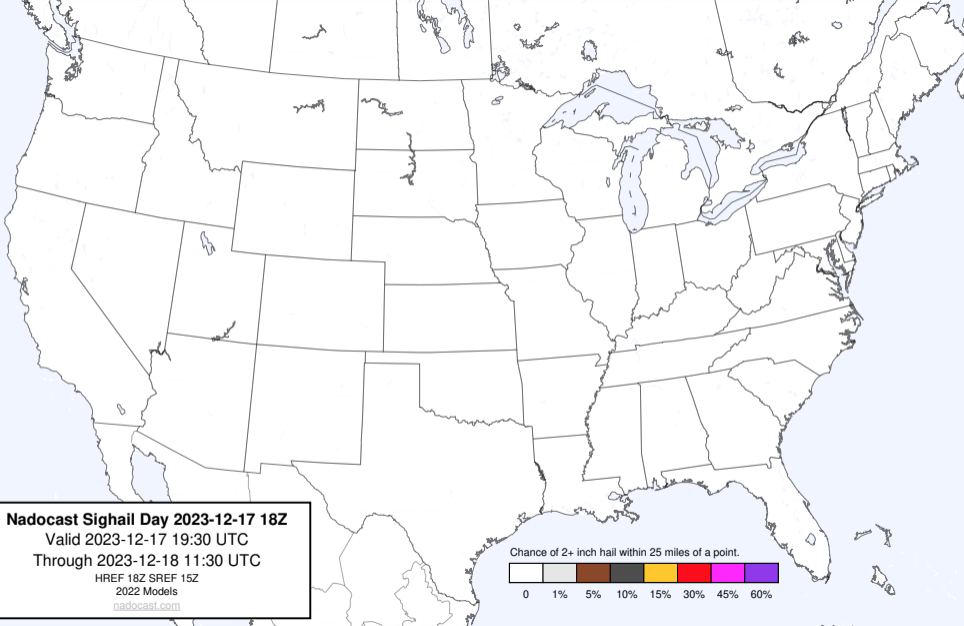 Nadocast Sighail Day 2023-12-17 18Z
Valid 2023-12-17 19:30 UTC
Through 2023-12-18 11:30 UTC
HREF 18Z SREF 15Z
2022 Models
nadocast.com
Chance of 2+ inch hail within 25 miles of a point.
0 1% 5% 10% 15% 30% 45% 60%